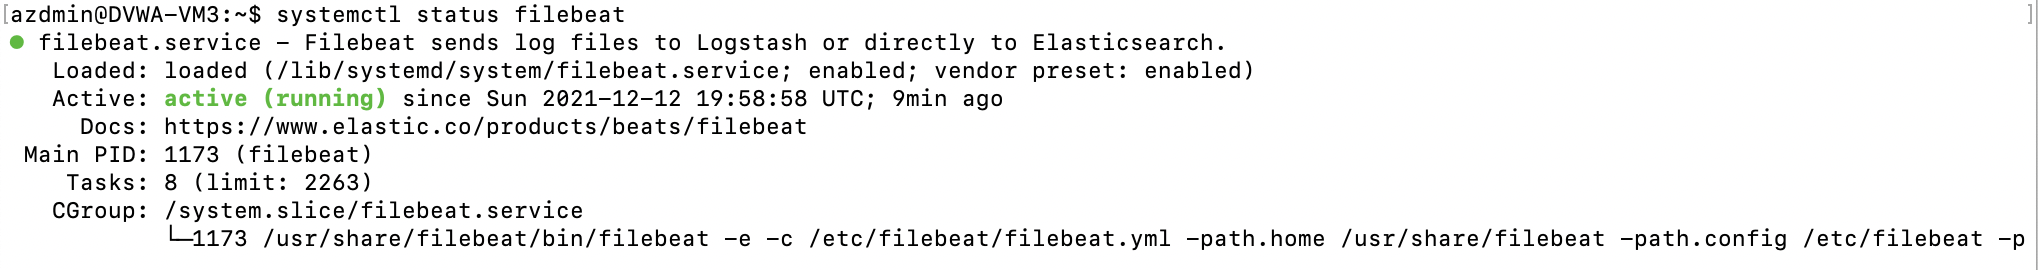 [azdmin@DVWA-VM3:~$ systemctl status filebeat ]
● filebeat.service - Filebeat sends log files to Logstash or directly to Elasticsearch.
   Loaded: loaded (/lib/systemd/system/filebeat.service; enabled; vendor preset: enabled)
   Active: active (running) since Sun 2021-12-12 19:58:58 UTC; 9min ago
     Docs: https://www.elastic.co/products/beats/filebeat
 Main PID: 1173 (filebeat)
    Tasks: 8 (limit: 2263)
   CGroup: /system.slice/filebeat.service
           └─1173 /usr/share/filebeat/bin/filebeat -e -c /etc/filebeat/filebeat.yml -path.home /usr/share/filebeat -path.config /etc/filebeat -p